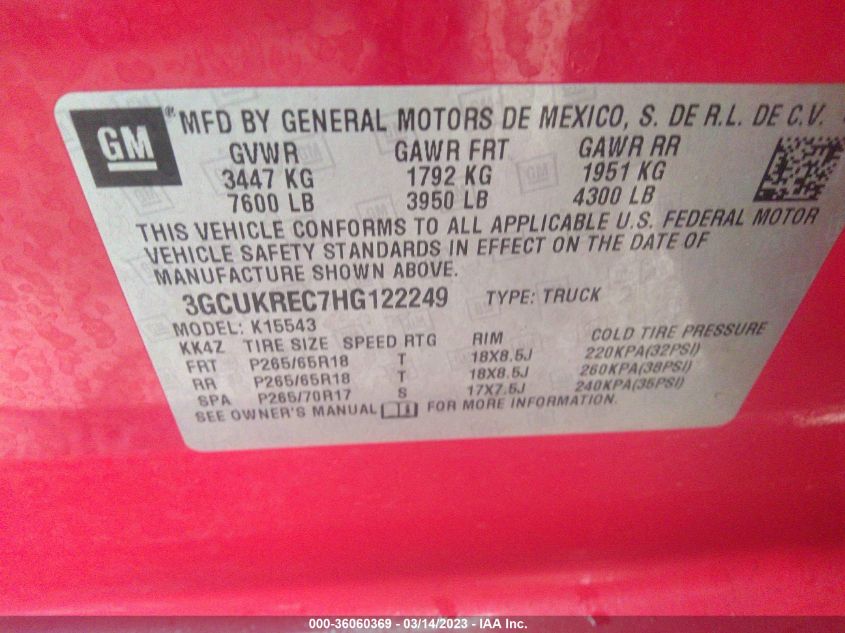 GM ® MFD BY GENERAL MOTORS DE MEXICO, S. DE R.L. DE C.V.
GVWR GAWR FRT GAWR RR
3447 KG 1792 KG 1951 KG
7600 LB 3950 LB 4300 LB
THIS VEHICLE CONFORMS TO ALL APPLICABLE U.S. FEDERAL MOTOR
VEHICLE SAFETY STANDARDS IN EFFECT ON THE DATE OF
MANUFACTURE SHOWN ABOVE.
3GCUKREC7HG122249 TYPE: TRUCK
MODEL: K15543
KK4Z TIRE SIZE SPEED RTG RIM COLD TIRE PRESSURE
FRT P265/65R18 T 18X8.5J 220KPA(32PSI)
RR P265/65R18 T 18X8.5J 260KPA(38PSI)
SPA P265/70R17 S 17X7.5J 240KPA(35PSI)
SEE OWNER'S MANUAL FOR MORE INFORMATION.
000-36060369 - 03/14/2023 - IAA Inc.